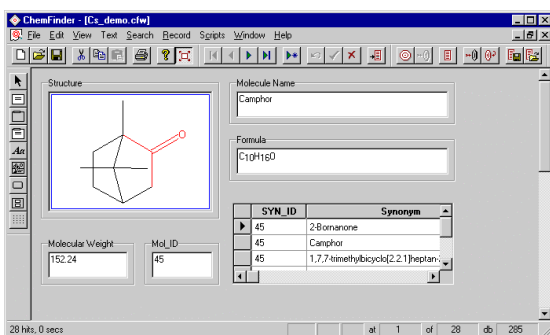 ChemFinder - [Cs_demo.cfw]
File Edit View Text Search Record Scripts Window Help
Aα
Structure
O
Molecule Name
Camphor
Formula
C10H16O
SYN_ID Synonym
45 2-Bornanone
45 Camphor
45 1,7,7-trimethylbicyclo[2.2.1]heptan-
Molecular Weight
152.24
Mol_ID
45
28 hits, 0 secs at 1 of 28 db 285